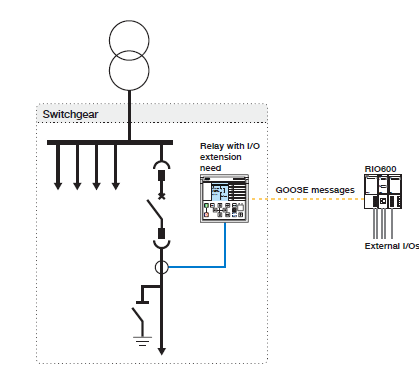 Switchgear
Relay with I/O
extension
need
RIO600
GOOSE messages
External I/Os